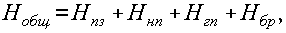 Нобщ = Нпз + Ннп + Нгп + Нбр,